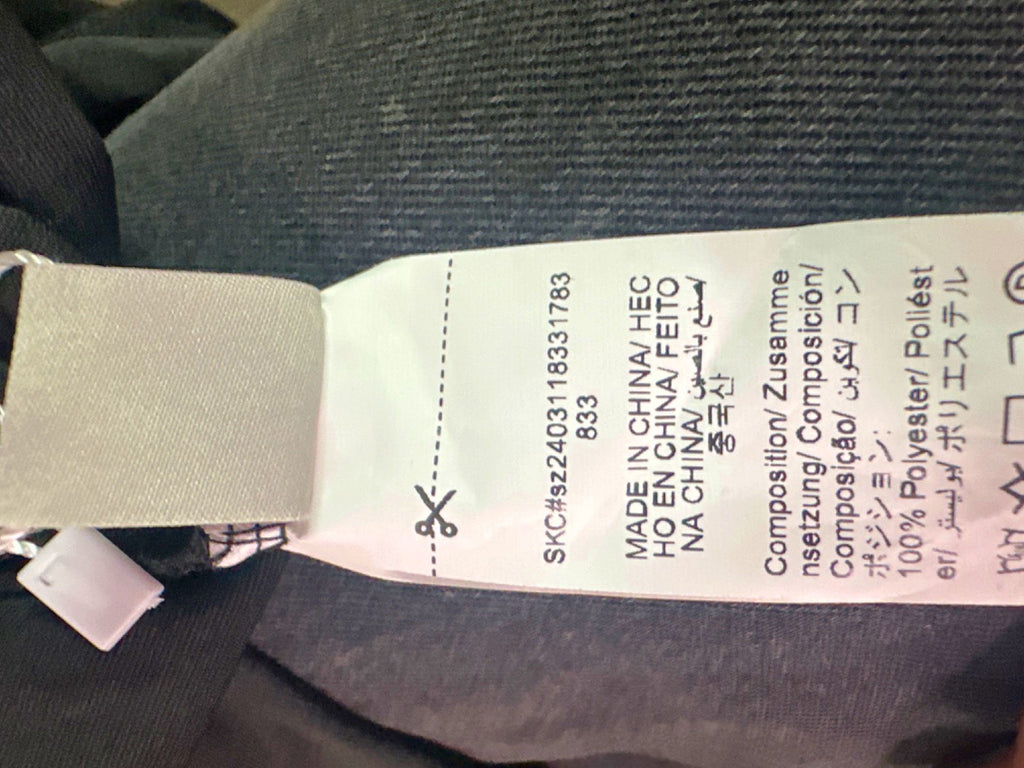 SKC#sz2403118331783
833
MADE IN CHINA/ HEC
HO EN CHINA/ FEITO
NA CHINA/ صنع بالصين/
중국산
Composition/ Zusamme
nsetzung/ Composición/
Composição/ تكوين/ コン
ポジション:
100% Polyester/ Poliést
er/ بوليستر/ ポリエステル